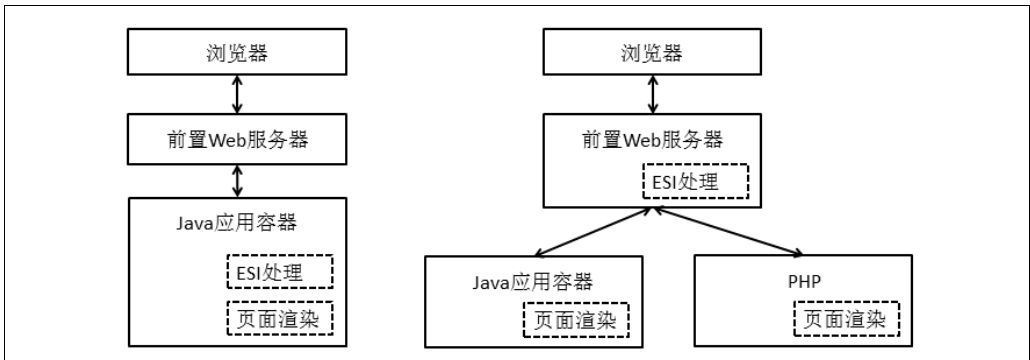 浏览器
前置Web服务器
Java应用容器
ESI处理
页面渲染
浏览器
前置Web服务器
ESI处理
Java应用容器
页面渲染
PHP
页面渲染